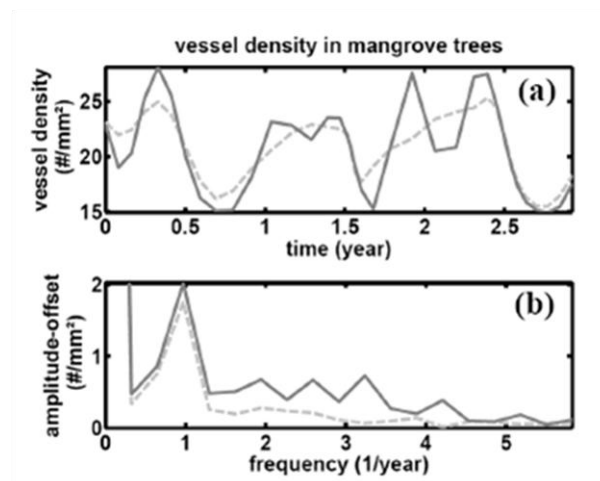 vessel density in mangrove trees
(a)
vessel density
(#/mm²)
25
20
15
0 0.5 1 1.5 2 2.5
time (year)
(b)
amplitude-offset
(#/mm²)
2
1
0
0 1 2 3 4 5
frequency (1/year)